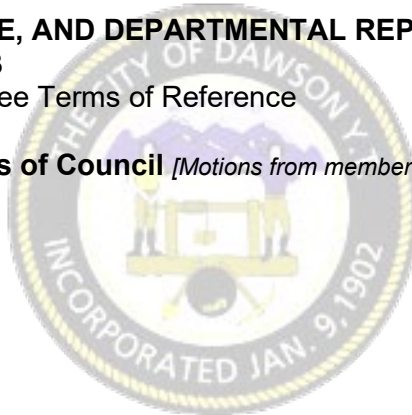 E, AND DEPARTMENTAL REP
ee Terms of Reference
s of Council [Motions from member
THE CITY OF DAWSON Y.T.
INCORPORATED JAN. 9, 1902